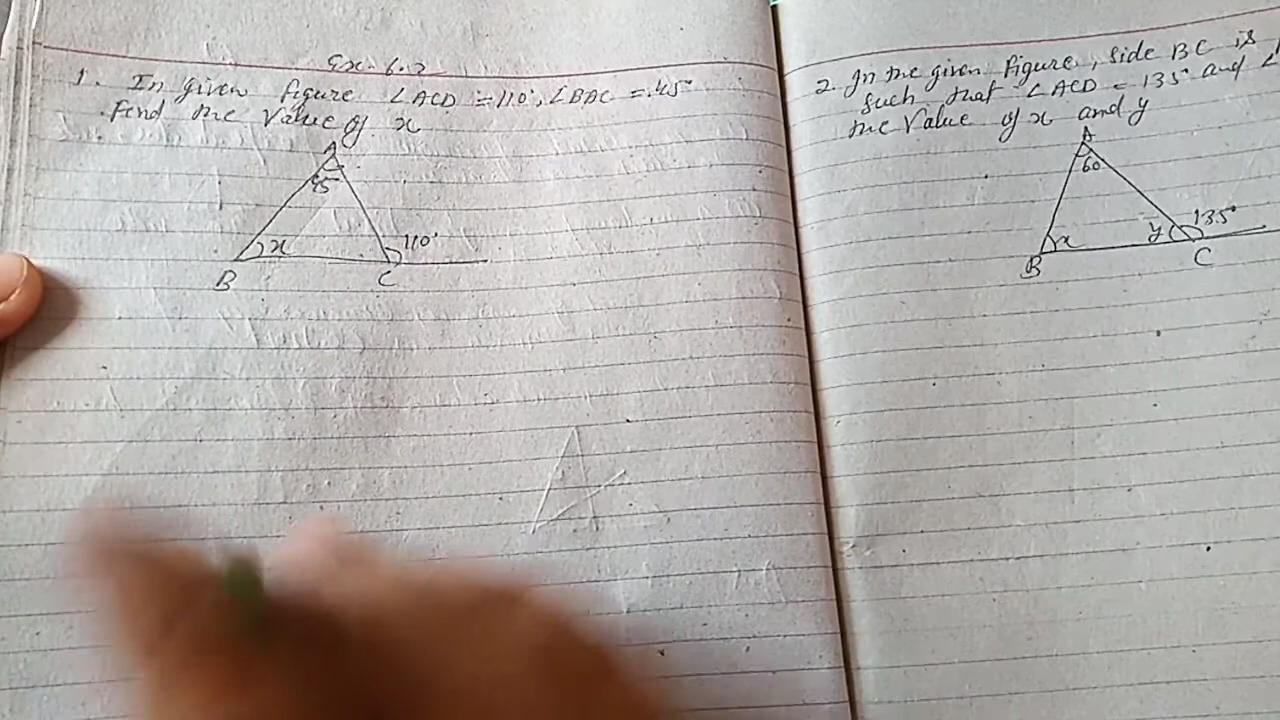 Ex. 6.2
1. In given figure ∠ACD = 110°, ∠BAC = 45°
Find the Value of x
A
45
x
110°
B
C
2. In the given figure, side BC is
such that ∠ACD = 135° and ∠
the Value of x and y
A
60
x
y
135°
B
C